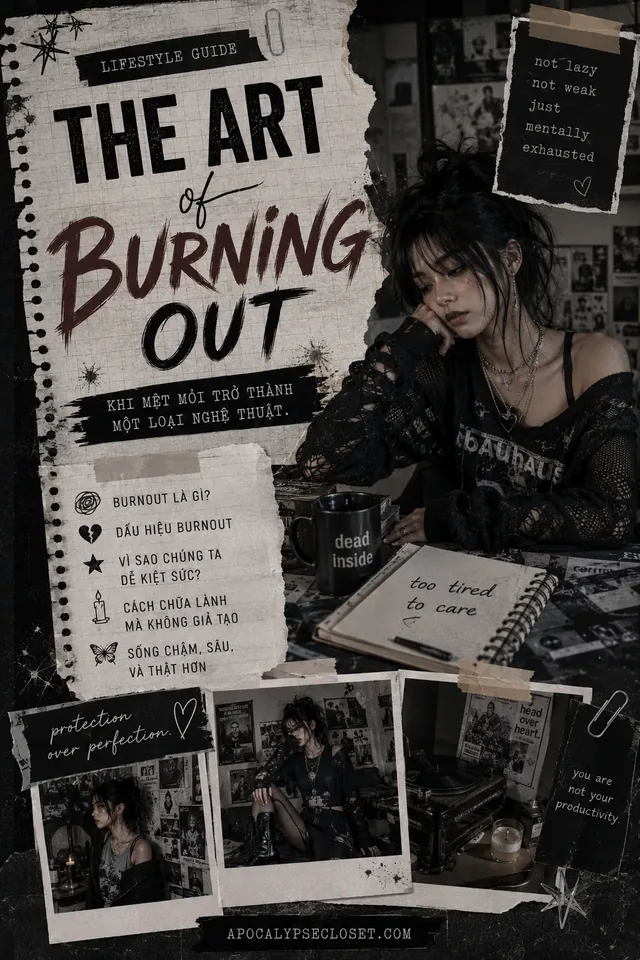 LIFESTYLE GUIDE
THE ART
of
BURNING
OUT
KHI MỆT MỎI TRỞ THÀNH
MỘT LOẠI NGHỆ THUẬT.
not lazy
not weak
just
mentally
exhausted
BURNOUT LÀ GÌ?
DẤU HIỆU BURNOUT
VÌ SAO CHÚNG TA
DỄ KIỆT SỨC?
CÁCH CHỮA LÀNH
MÀ KHÔNG GIẢ TẠO
SỐNG CHẬM, SÂU,
VÀ THẬT HƠN
bauhaus
dead
inside
too tired
to care
protection
over perfection.
head
over
heart.
you are
not your
productivity.
APOCALYPSECLOSET.COM